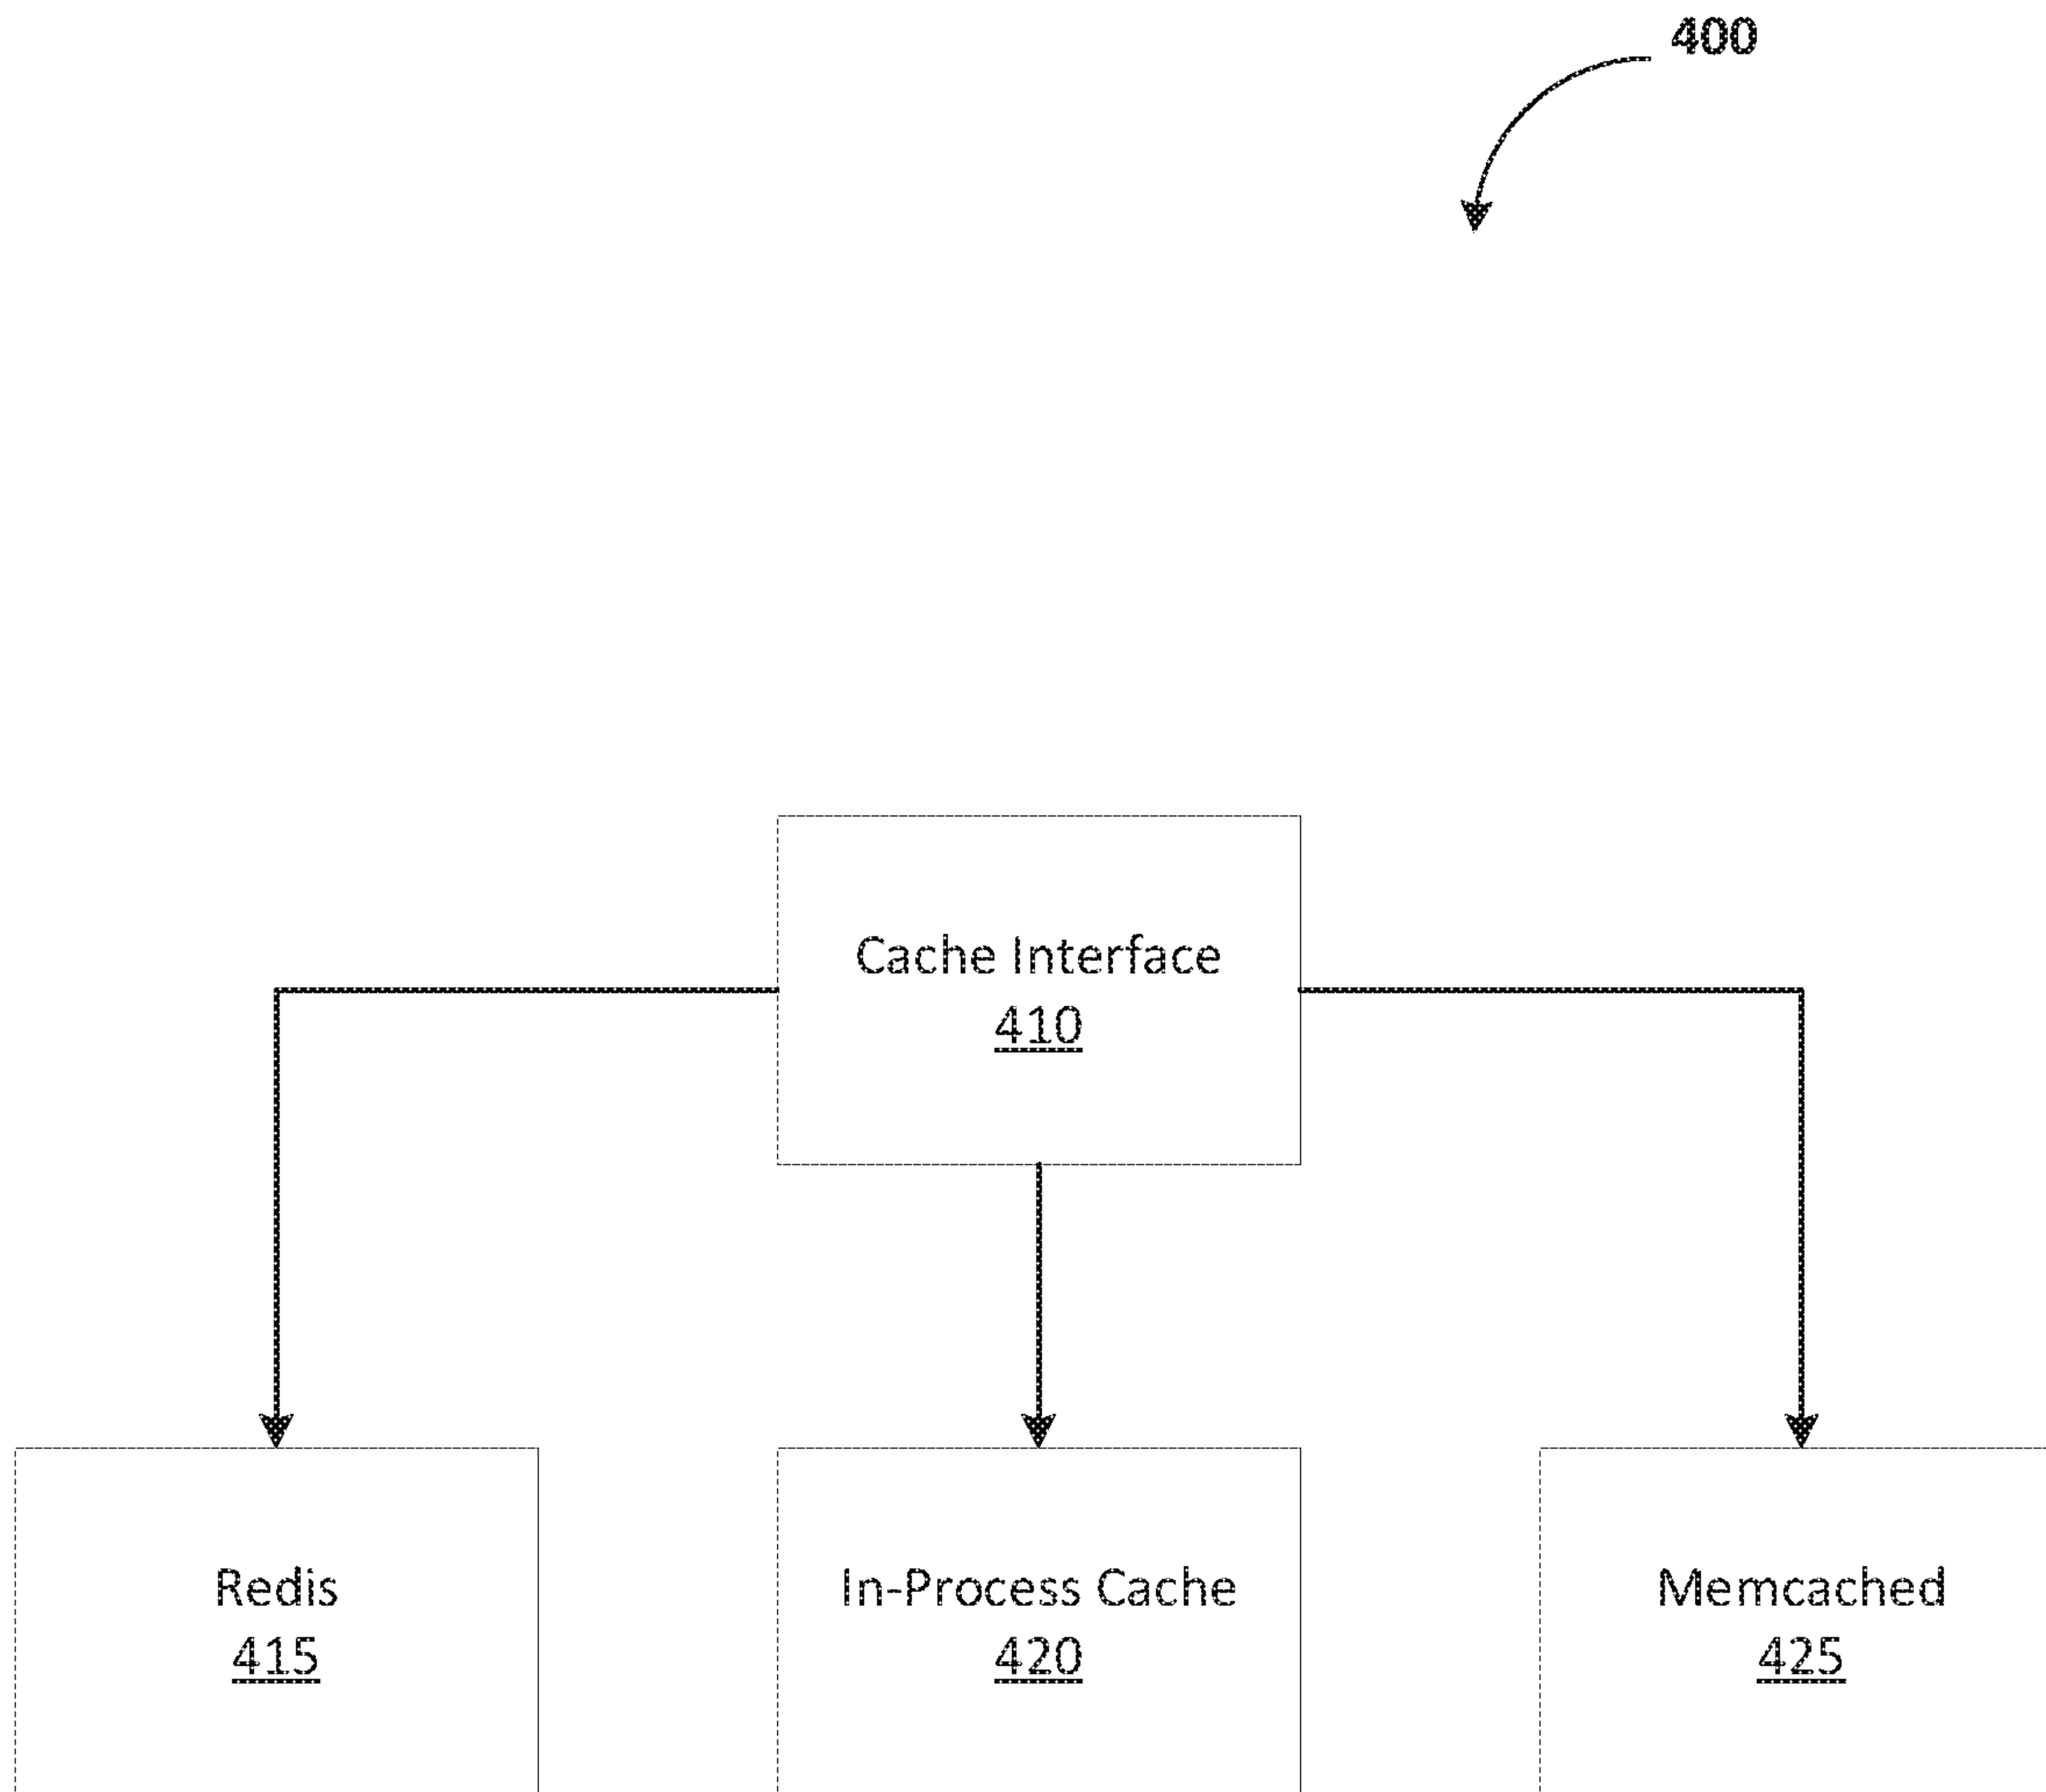 400
Cache Interface
410
Redis
415
In-Process Cache
420
Memcached
425